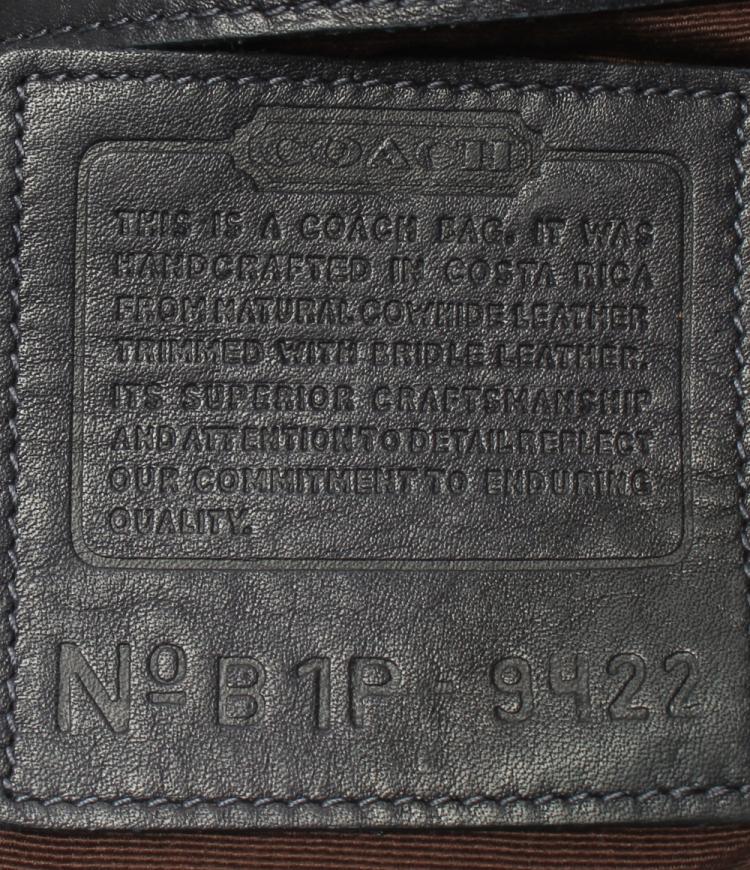 COACH
THIS IS A COACH BAG. IT WAS
HANDCRAFTED IN COSTA RICA
FROM NATURAL COWHIDE LEATHER
TRIMMED WITH BRIDLE LEATHER.
ITS SUPERIOR CRAFTSMANSHIP
AND ATTENTION TO DETAIL REFLECT
OUR COMMITMENT TO ENDURING
QUALITY.
Nº B1P-9422